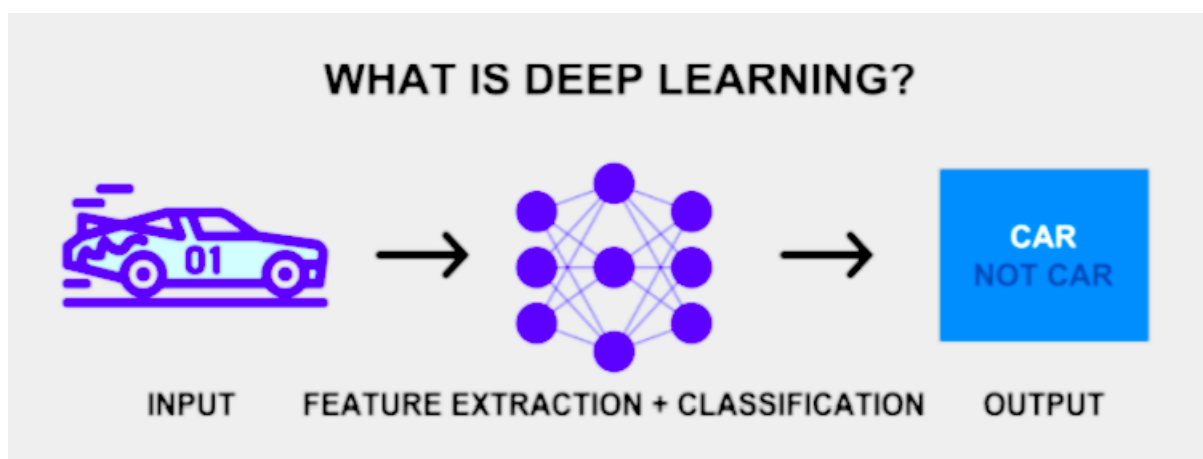 WHAT IS DEEP LEARNING?
01
CAR
NOT CAR
INPUT
FEATURE EXTRACTION + CLASSIFICATION
OUTPUT